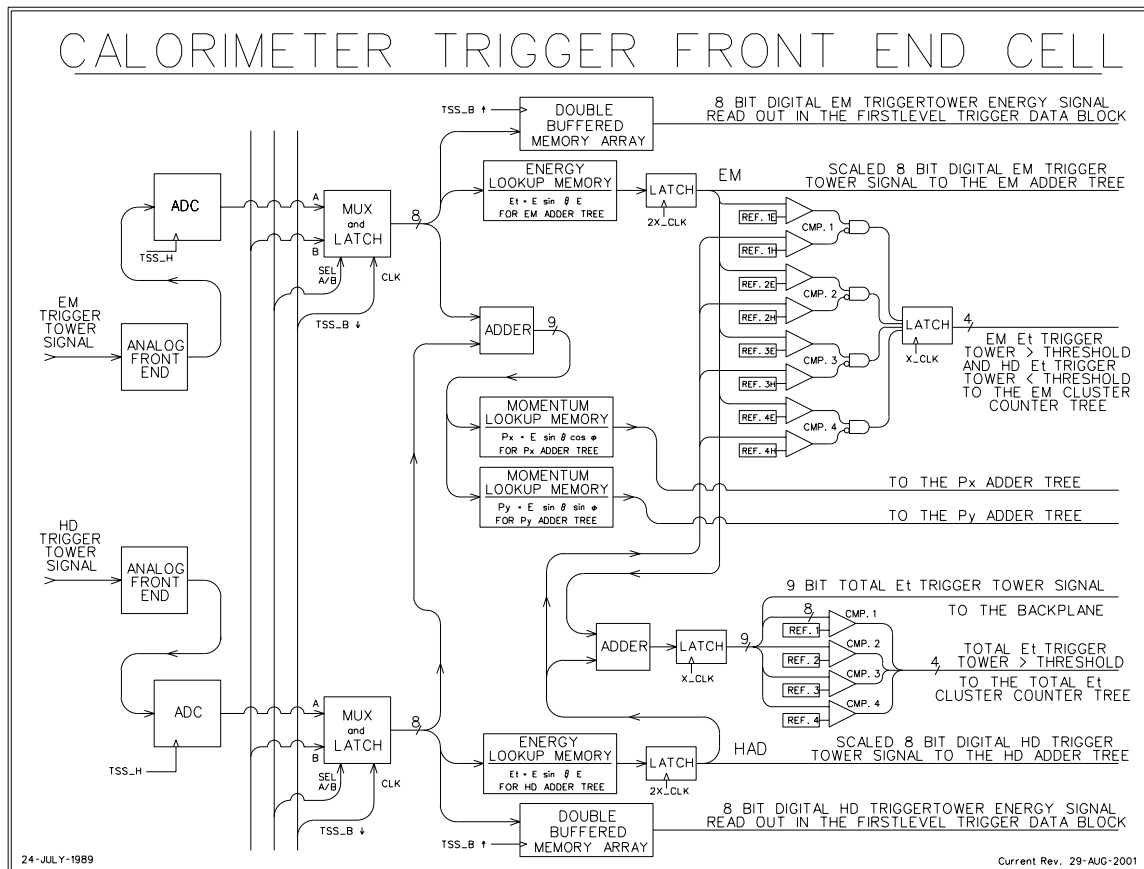 CALORIMETER TRIGGER FRONT END CELL
TSS_B ↑
DOUBLE
BUFFERED
MEMORY ARRAY
8 BIT DIGITAL EM TRIGGERTOWER ENERGY SIGNAL
READ OUT IN THE FIRSTLEVEL TRIGGER DATA BLOCK
ENERGY
LOOKUP MEMORY
Et = E sin θ E
FOR EM ADDER TREE
LATCH
2X_CLK
EM
SCALED 8 BIT DIGITAL EM TRIGGER
TOWER SIGNAL TO THE EM ADDER TREE
ADC
TSS_H
A
B
MUX
and
LATCH
8
SEL
A/B
CLK
TSS_B ↓
EM
TRIGGER
TOWER
SIGNAL
ANALOG
FRONT
END
REF. 1E
CMP. 1
REF. 1H
REF. 2E
CMP. 2
REF. 2H
REF. 3E
CMP. 3
REF. 3H
REF. 4E
CMP. 4
REF. 4H
LATCH
X_CLK
4
EM Et TRIGGER
TOWER > THRESHOLD
AND HD Et TRIGGER
TOWER < THRESHOLD
TO THE EM CLUSTER
COUNTER TREE
ADDER
9
MOMENTUM
LOOKUP MEMORY
Px = E sin θ cos φ
FOR Px ADDER TREE
MOMENTUM
LOOKUP MEMORY
Py = E sin θ sin φ
FOR Py ADDER TREE
TO THE Px ADDER TREE
TO THE Py ADDER TREE
HD
TRIGGER
TOWER
SIGNAL
ANALOG
FRONT
END
9 BIT TOTAL Et TRIGGER TOWER SIGNAL
TO THE BACKPLANE
ADDER
LATCH
X_CLK
9
8
CMP. 1
REF. 1
CMP. 2
REF. 2
CMP. 3
REF. 3
CMP. 4
REF. 4
4
TOTAL Et TRIGGER
TOWER > THRESHOLD
TO THE TOTAL Et
CLUSTER COUNTER TREE
ADC
TSS_H
A
B
MUX
and
LATCH
8
SEL
A/B
CLK
TSS_B ↓
ENERGY
LOOKUP MEMORY
Et = E sin θ E
FOR HD ADDER TREE
LATCH
2X_CLK
HAD
SCALED 8 BIT DIGITAL HD TRIGGER
TOWER SIGNAL TO THE HD ADDER TREE
TSS_B ↑
DOUBLE
BUFFERED
MEMORY ARRAY
8 BIT DIGITAL HD TRIGGERTOWER ENERGY SIGNAL
READ OUT IN THE FIRSTLEVEL TRIGGER DATA BLOCK
24-JULY-1989
Current Rev. 29-AUG-2001